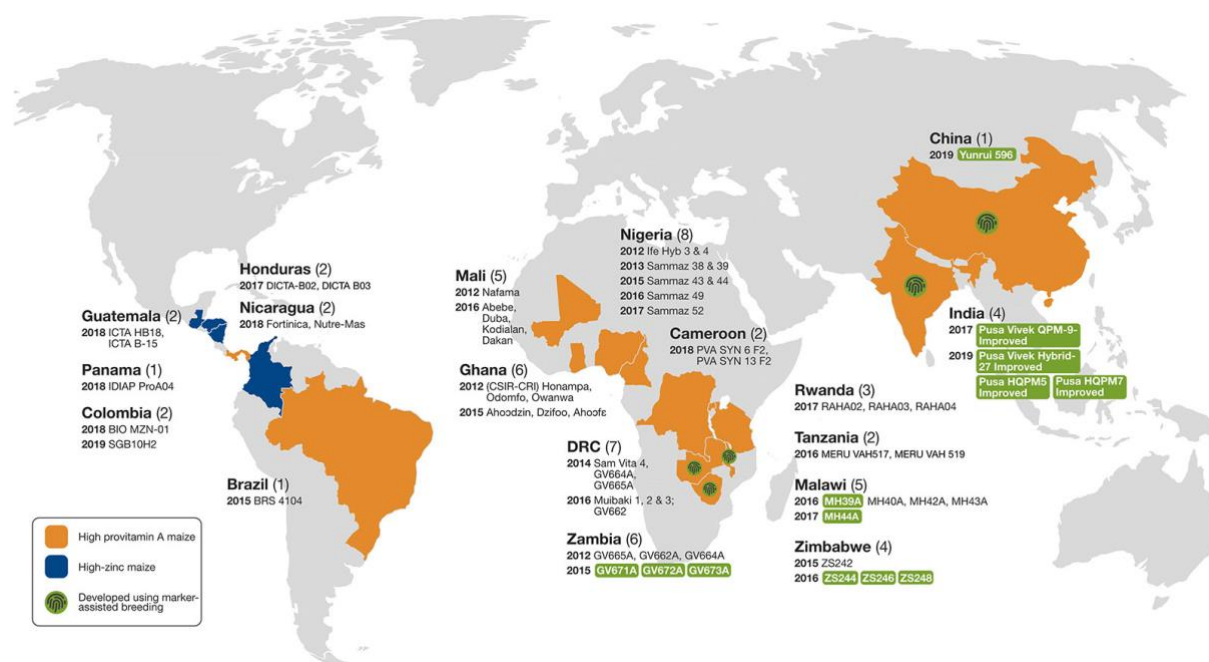 China (1)
2019 Yunrui 596
Nigeria (8)
2012 Ife Hyb 3 & 4
2013 Sammaz 38 & 39
2015 Sammaz 43 & 44
2016 Sammaz 49
2017 Sammaz 52
Honduras (2)
2017 DICTA-B02, DICTA B03
Mali (5)
2012 Nafama
2016 Abebe,
Duba,
Kodialan,
Dakan
Guatemala (2)
2018 ICTA HB18,
ICTA B-15
Nicaragua (2)
2018 Fortinica, Nutre-Mas
Cameroon (2)
2018 PVA SYN 6 F2,
PVA SYN 13 F2
India (4)
2017 Pusa Vivek QPM-9-
Improved
2019 Pusa Vivek Hybrid-
27 Improved
Pusa HQPM5
Improved
Pusa HQPM7
Improved
Panama (1)
2018 IDIAP ProA04
Ghana (6)
2012 (CSIR-CRI) Honampa,
Odomfo, Owanwa
2015 Ahoɔdzin, Dzifoo, Ahoofɛ
Rwanda (3)
2017 RAHA02, RAHA03, RAHA04
Colombia (2)
2018 BIO MZN-01
2019 SGB10H2
DRC (7)
2014 Sam Vita 4,
GV664A,
GV665A
2016 Muibaki 1, 2 & 3;
GV662
Tanzania (2)
2016 MERU VAH517, MERU VAH 519
Brazil (1)
2015 BRS 4104
Malawi (5)
2016 MH39A MH40A, MH42A, MH43A
2017 MH44A
Zambia (6)
2012 GV665A, GV662A, GV664A
2015 GV671A GV672A GV673A
Zimbabwe (4)
2015 ZS242
2016 ZS244 ZS246 ZS248
High provitamin A maize
High-zinc maize
Developed using marker-
assisted breeding